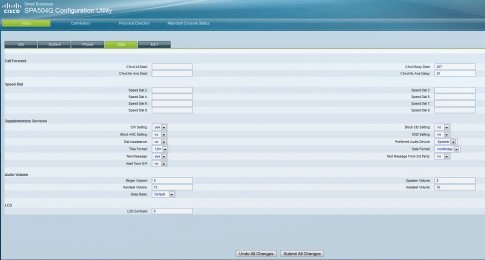 Small Business
cisco SPA504G Configuration Utility
Voice Call History Personal Directory Attendant Console Status
Info System Phone User Ext 1
Call Forward
Cfwd All Dest: Cfwd Busy Dest:
Cfwd No Ans Dest: Cfwd No Ans Delay: 20
Speed Dial
Speed Dial 2: Speed Dial 3:
Speed Dial 4: Speed Dial 5:
Speed Dial 6: Speed Dial 7:
Speed Dial 8: Speed Dial 9:
Supplementary Services
CW Setting: yes Block CID Setting: no
Block ANC Setting: no DND Setting: no
Dial Assistance: no Preferred Audio Device: Speaker
Time Format: 12hr Date Format: month/day
Text Message: yes Text Message From 3rd Party: no
Alert Tone Off: no
Audio Volume
Ringer Volume: Speaker Volume:
Handset Volume: 10 Headset Volume: 10
Deep Bass: Default
LCD
LCD Contrast: 8
Undo All Changes Submit All Changes